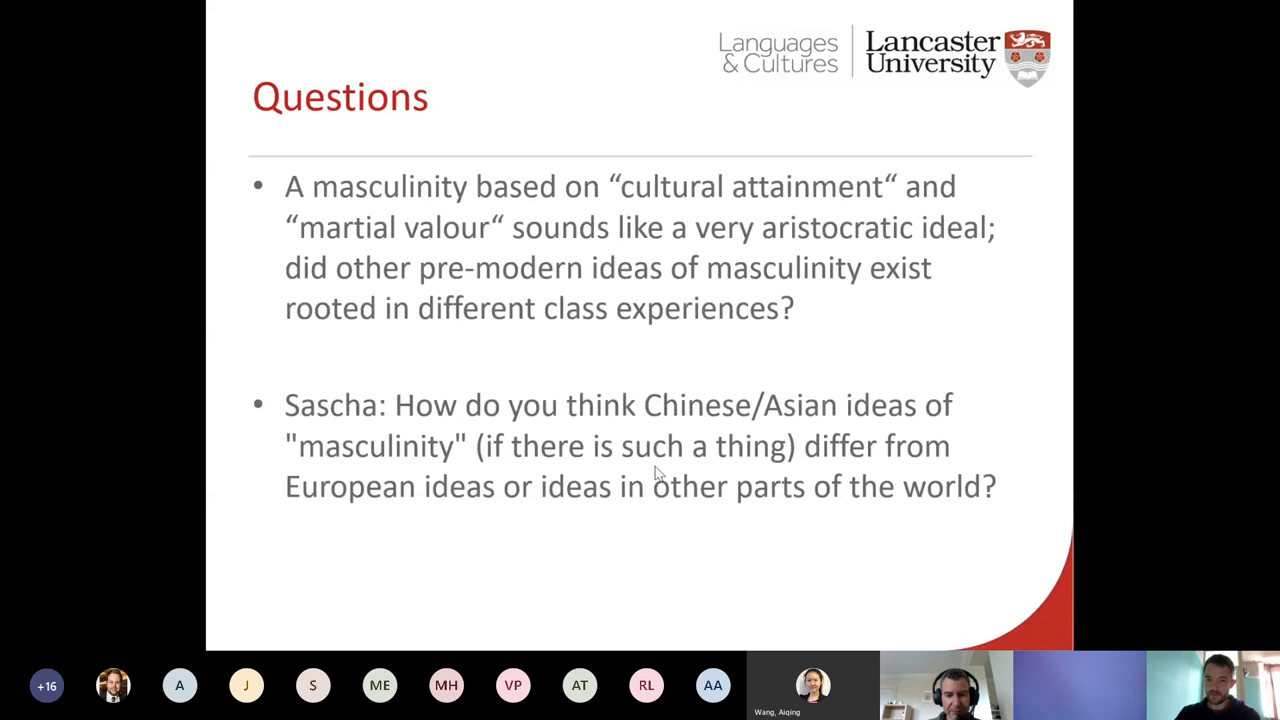 Languages
& Cultures
Lancaster
University
Questions
• A masculinity based on “cultural attainment“ and
“martial valour“ sounds like a very aristocratic ideal;
did other pre-modern ideas of masculinity exist
rooted in different class experiences?
• Sascha: How do you think Chinese/Asian ideas of
"masculinity" (if there is such a thing) differ from
European ideas or ideas in other parts of the world?
+16
A
J
S
ME
MH
VP
AT
RL
AA
Wang, Aiqing